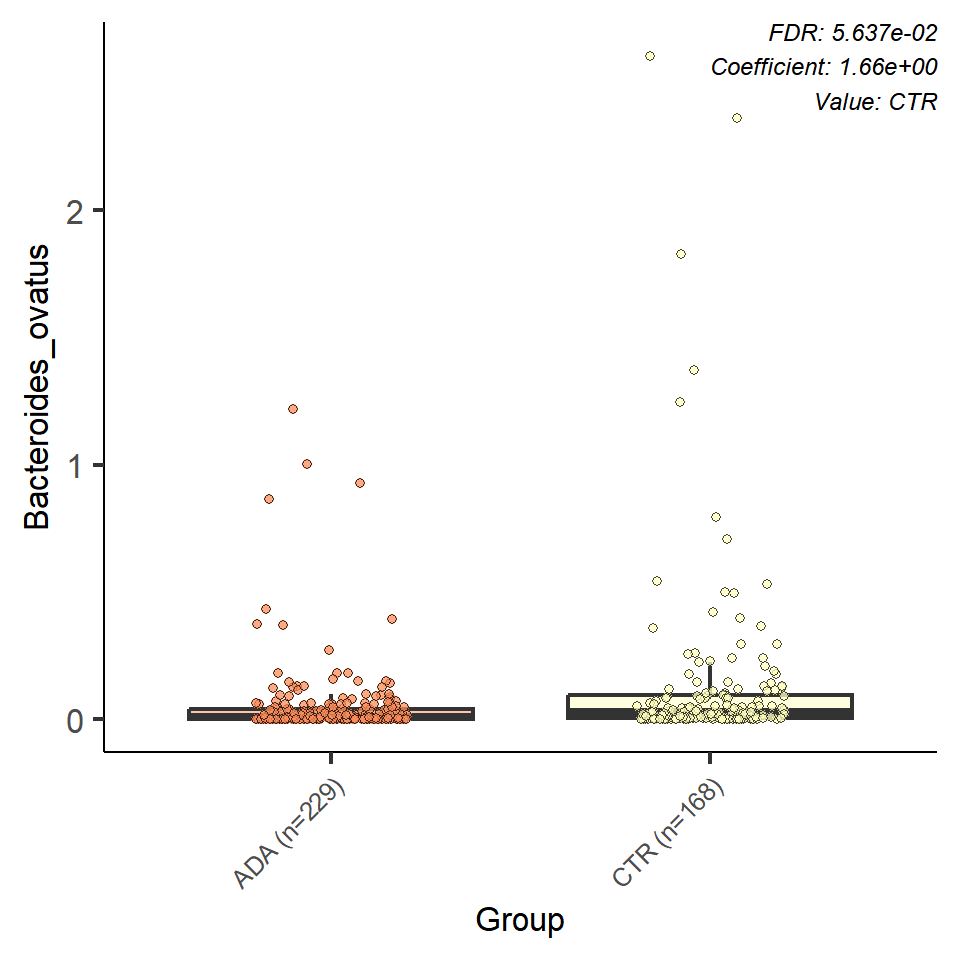 FDR: 5.637e-02
Coefficient: 1.66e+00
Value: CTR
Bacteroides_ovatus
2
1
0
ADA (n=229)
CTR (n=168)
Group